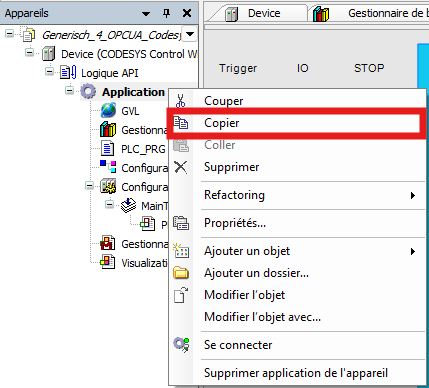 Appareils
Device
Gestionnaire de b
Generisch_4_OPCUA_Codesy
Device (CODESYS Control W
Logique API
Application
GVL
Gestionna
PLC_PRG
Configura
Configura
MainT
P
Gestionna
Visualizati
Trigger IO STOP
Couper
Copier
Coller
Supprimer
Refactoring
Propriétés...
Ajouter un objet
Ajouter un dossier...
Modifier l'objet
Modifier l'objet avec...
Se connecter
Supprimer application de l'appareil